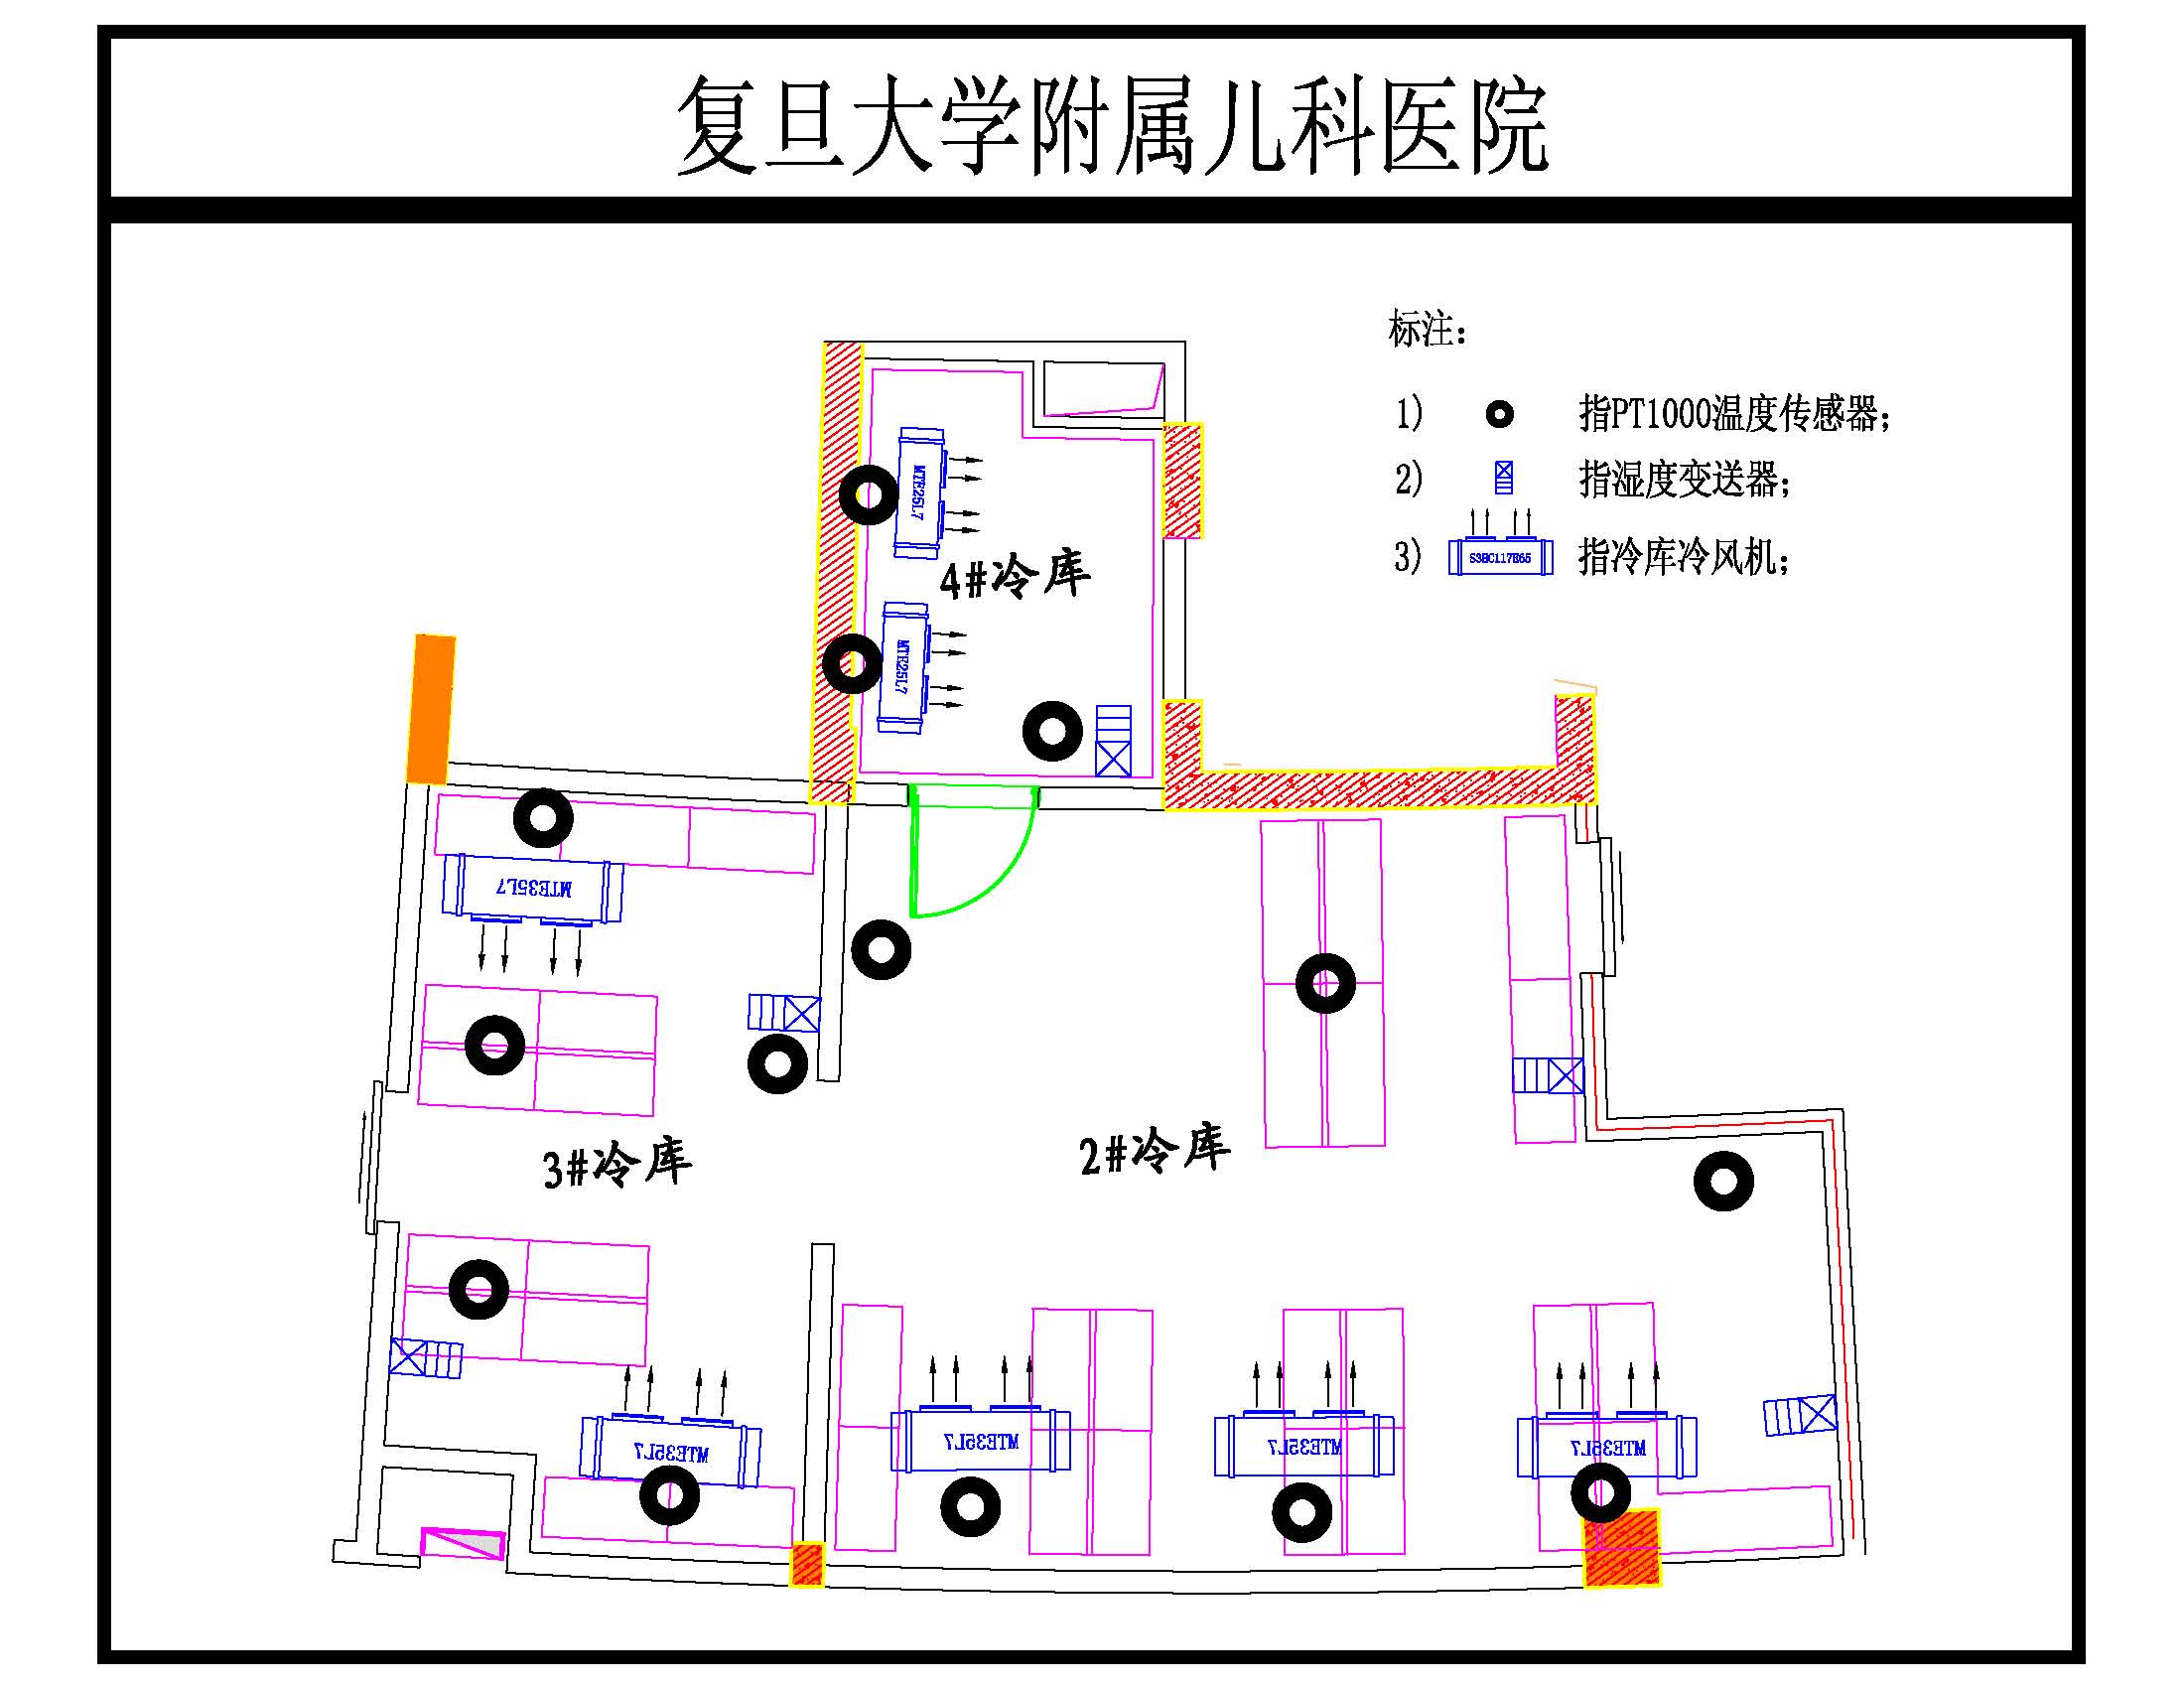 复旦大学附属儿科医院
标注：
1) 指PT1000温度传感器；
2) 指湿度变送器；
3) S3HC117E65 指冷库冷风机；
MTE25L7
4#冷库
MTE25L7
MTE35L7
3#冷库
2#冷库
MTE35L7
MTE35L7
MTE35L7
MTE35L7